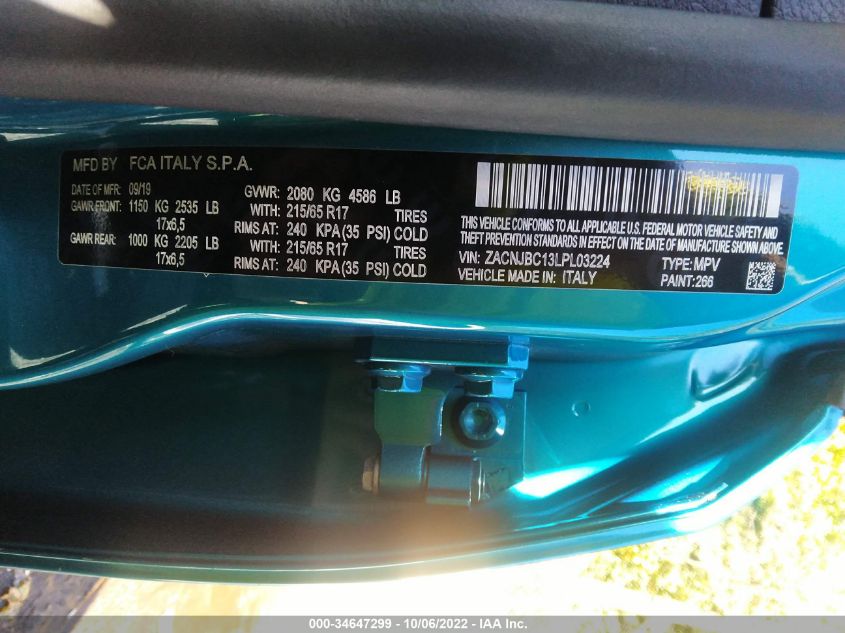 MFD BY FCA ITALY S.P.A.
DATE OF MFR: 09/19 GVWR: 2080 KG 4586 LB
GAWR FRONT: 1150 KG 2535 LB WITH: 215/65 R17 TIRES
17x6,5 RIMS AT: 240 KPA(35 PSI) COLD
GAWR REAR: 1000 KG 2205 LB WITH: 215/65 R17 TIRES
17x6,5 RIMS AT: 240 KPA(35 PSI) COLD
THIS VEHICLE CONFORMS TO ALL APPLICABLE U.S. FEDERAL MOTOR VEHICLE SAFETY AND
THEFT PREVENTION STANDARDS IN EFFECT ON THE DATE OF MANUFACTURE SHOWN ABOVE.
VIN: ZACNJBC13LPL03224 TYPE: MPV
VEHICLE MADE IN: ITALY PAINT: 266
000-34647299 - 10/06/2022 - IAA Inc.